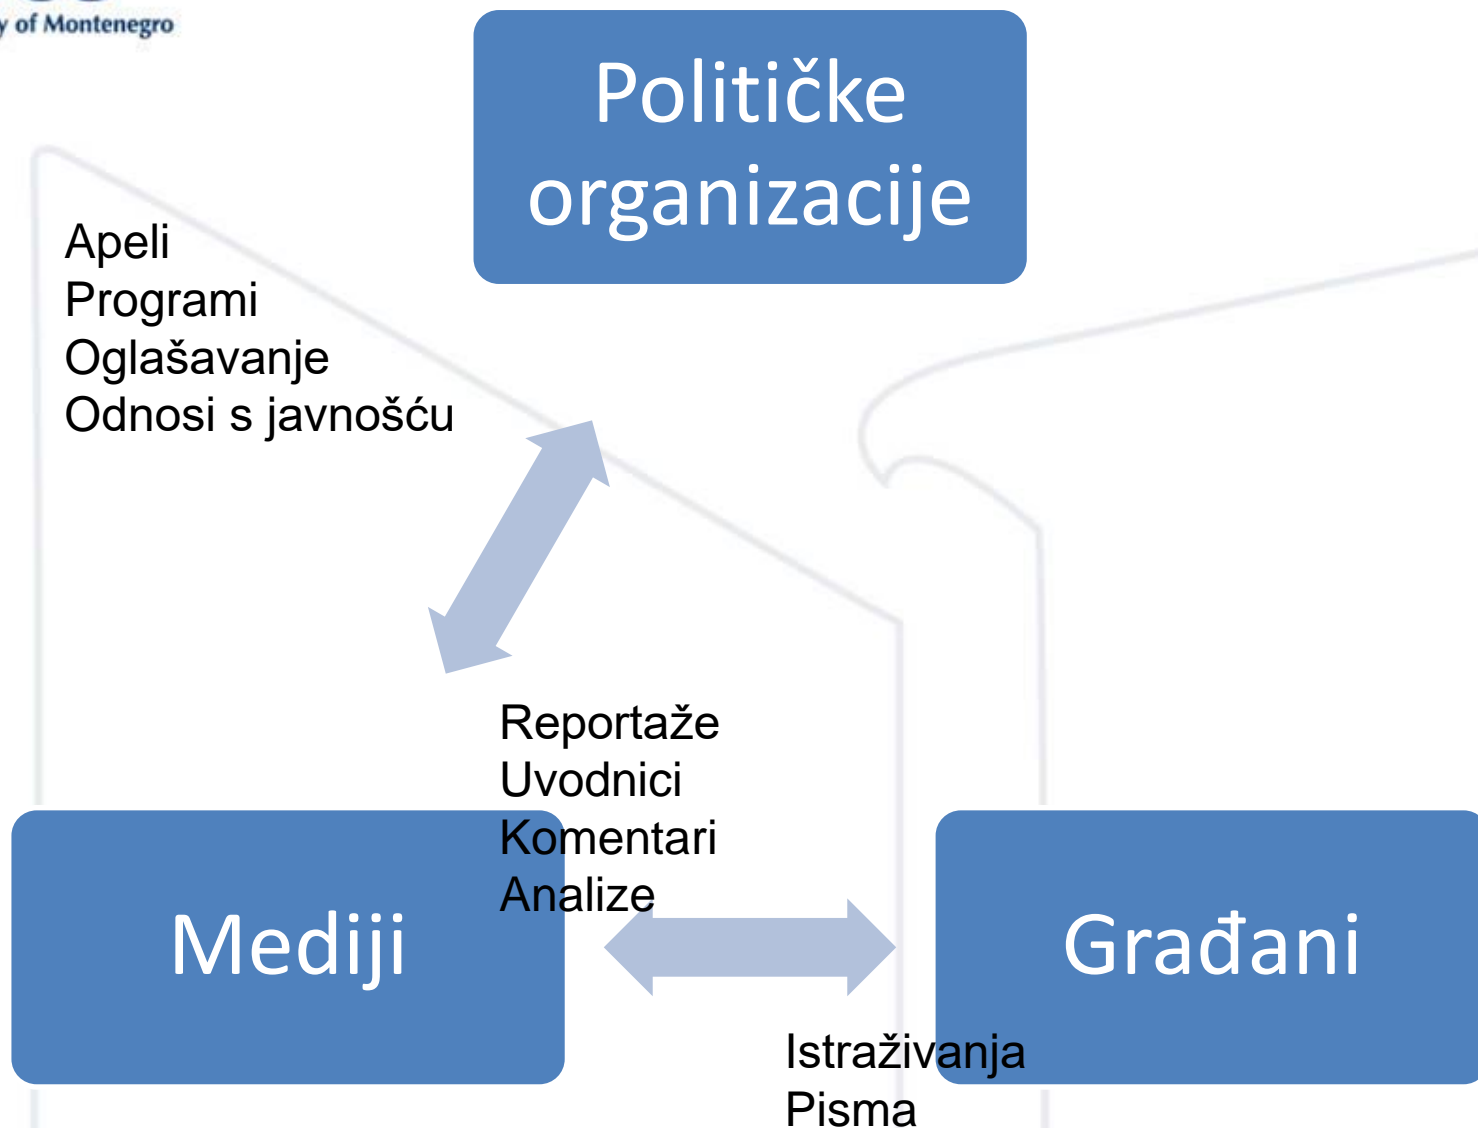 of Montenegro
Političke
organizacije
Apeli
Programi
Oglašavanje
Odnosi s javnošću
Reportaže
Uvodnici
Komentari
Analize
Mediji
Građani
Istraživanja
Pisma